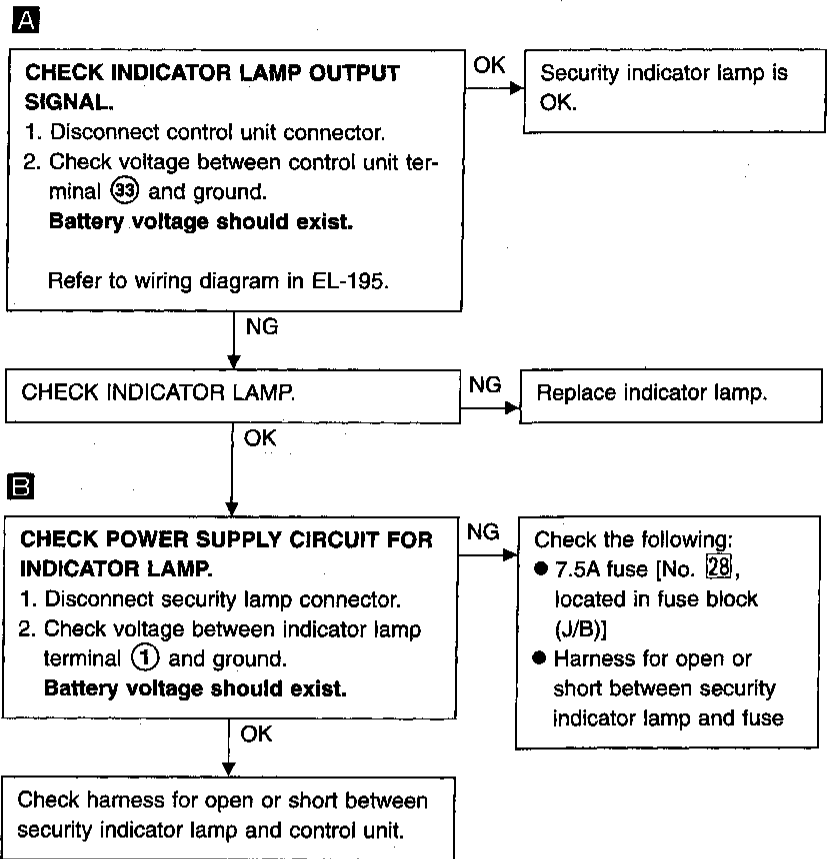 A
CHECK INDICATOR LAMP OUTPUT
SIGNAL.
1. Disconnect control unit connector.
2. Check voltage between control unit ter-
minal 33 and ground.
Battery voltage should exist.
Refer to wiring diagram in EL-195.
OK
Security indicator lamp is
OK.
NG
CHECK INDICATOR LAMP.
NG
Replace indicator lamp.
OK
B
CHECK POWER SUPPLY CIRCUIT FOR
INDICATOR LAMP.
1. Disconnect security lamp connector.
2. Check voltage between indicator lamp
terminal 1 and ground.
Battery voltage should exist.
NG
Check the following:
● 7.5A fuse [No. 28,
located in fuse block
(J/B)]
● Harness for open or
short between security
indicator lamp and fuse
OK
Check harness for open or short between
security indicator lamp and control unit.